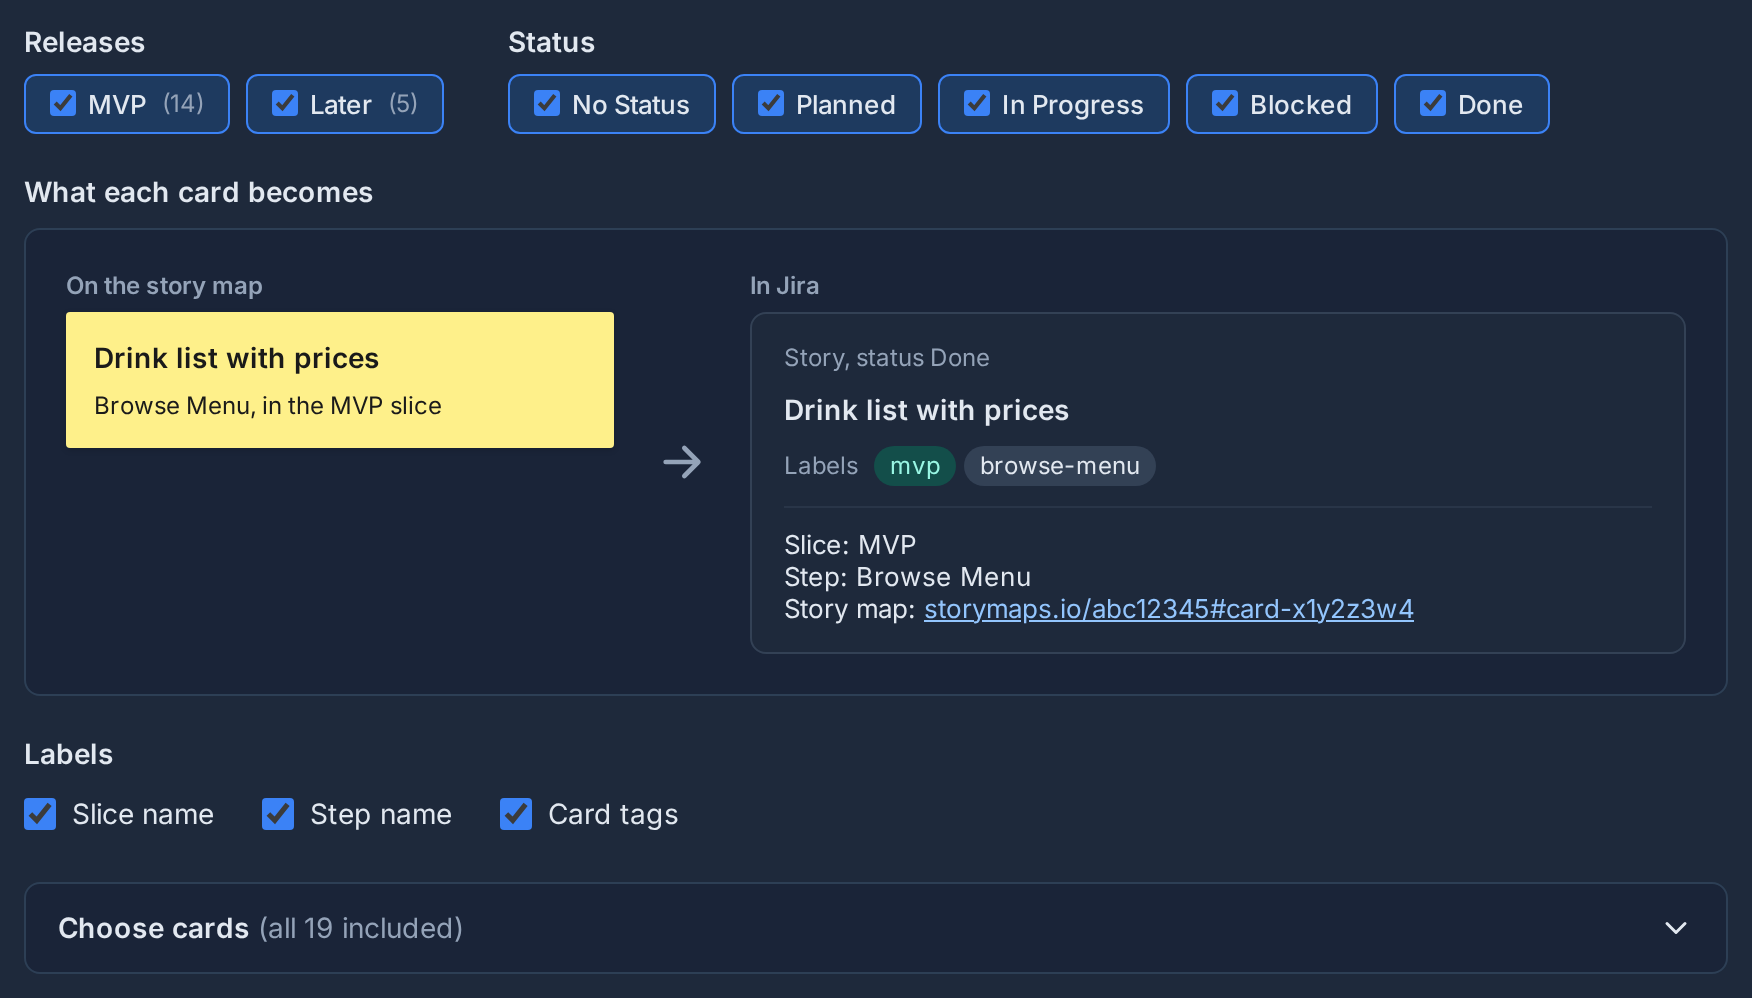 Releases
MVP (14)
Later (5)
Status
No Status
Planned
In Progress
Blocked
Done
What each card becomes
On the story map
Drink list with prices
Browse Menu, in the MVP slice
In Jira
Story, status Done
Drink list with prices
Labels mvp browse-menu
Slice: MVP
Step: Browse Menu
Story map: storymaps.io/abc12345#card-x1y2z3w4
Labels
Slice name
Step name
Card tags
Choose cards (all 19 included)